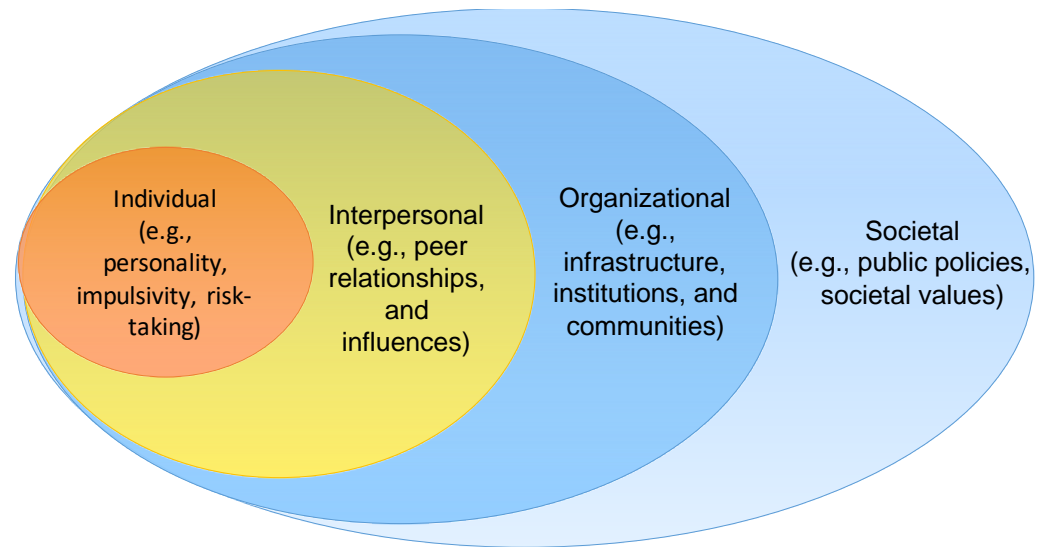 Individual
(e.g.,
personality,
impulsivity, risk-
taking)
Interpersonal
(e.g., peer
relationships,
and
influences)
Organizational
(e.g.,
infrastructure,
institutions, and
communities)
Societal
(e.g., public policies,
societal values)